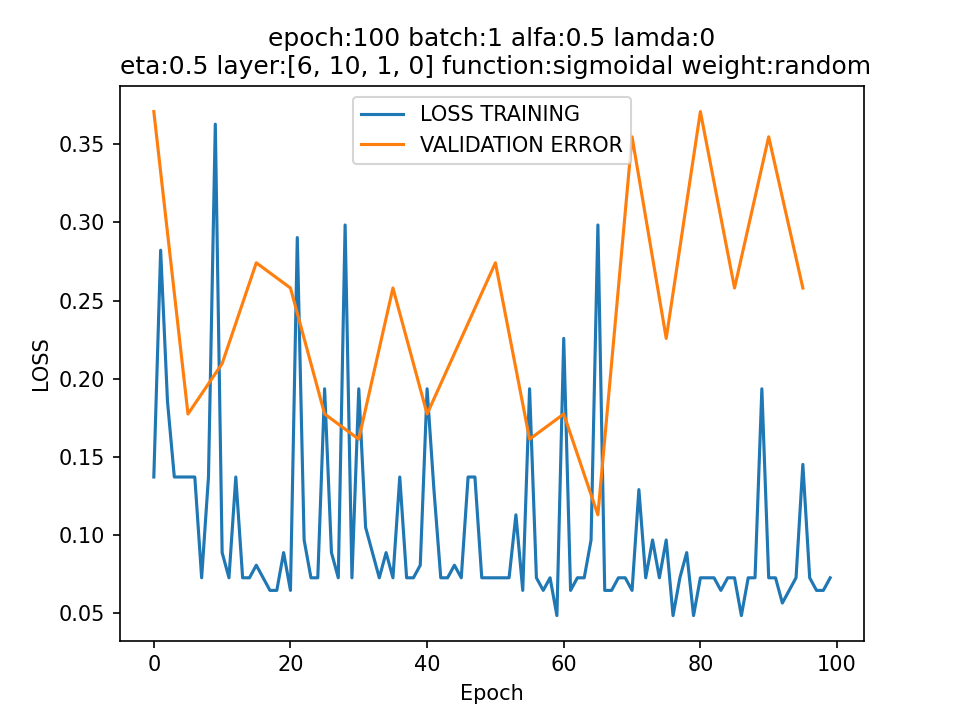 epoch:100 batch:1 alfa:0.5 lamda:0
eta:0.5 layer:[6, 10, 1, 0] function:sigmoidal weight:random
LOSS TRAINING
VALIDATION ERROR
0.35
0.30
0.25
0.20
0.15
0.10
0.05
LOSS
0 20 40 60 80 100
Epoch